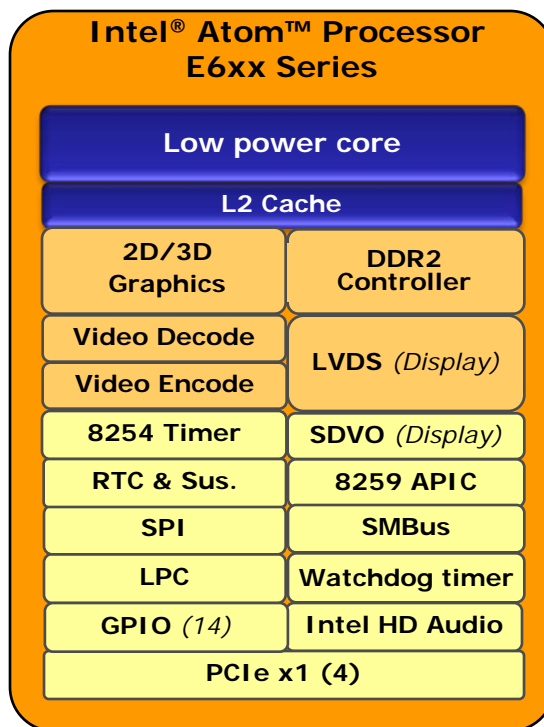 Intel® Atom™ Processor
E6xx Series
Low power core
L2 Cache
2D/3D
Graphics
DDR2
Controller
Video Decode
Video Encode
LVDS (Display)
8254 Timer
SDVO (Display)
RTC & Sus.
8259 APIC
SPI
SMBus
LPC
Watchdog timer
GPIO (14)
Intel HD Audio
PCIe x1 (4)